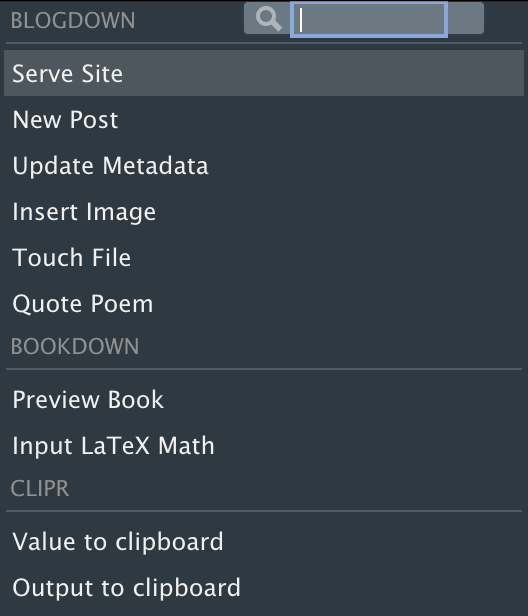 BLOGDOWN
Serve Site
New Post
Update Metadata
Insert Image
Touch File
Quote Poem
BOOKDOWN
Preview Book
Input LaTeX Math
CLIPR
Value to clipboard
Output to clipboard